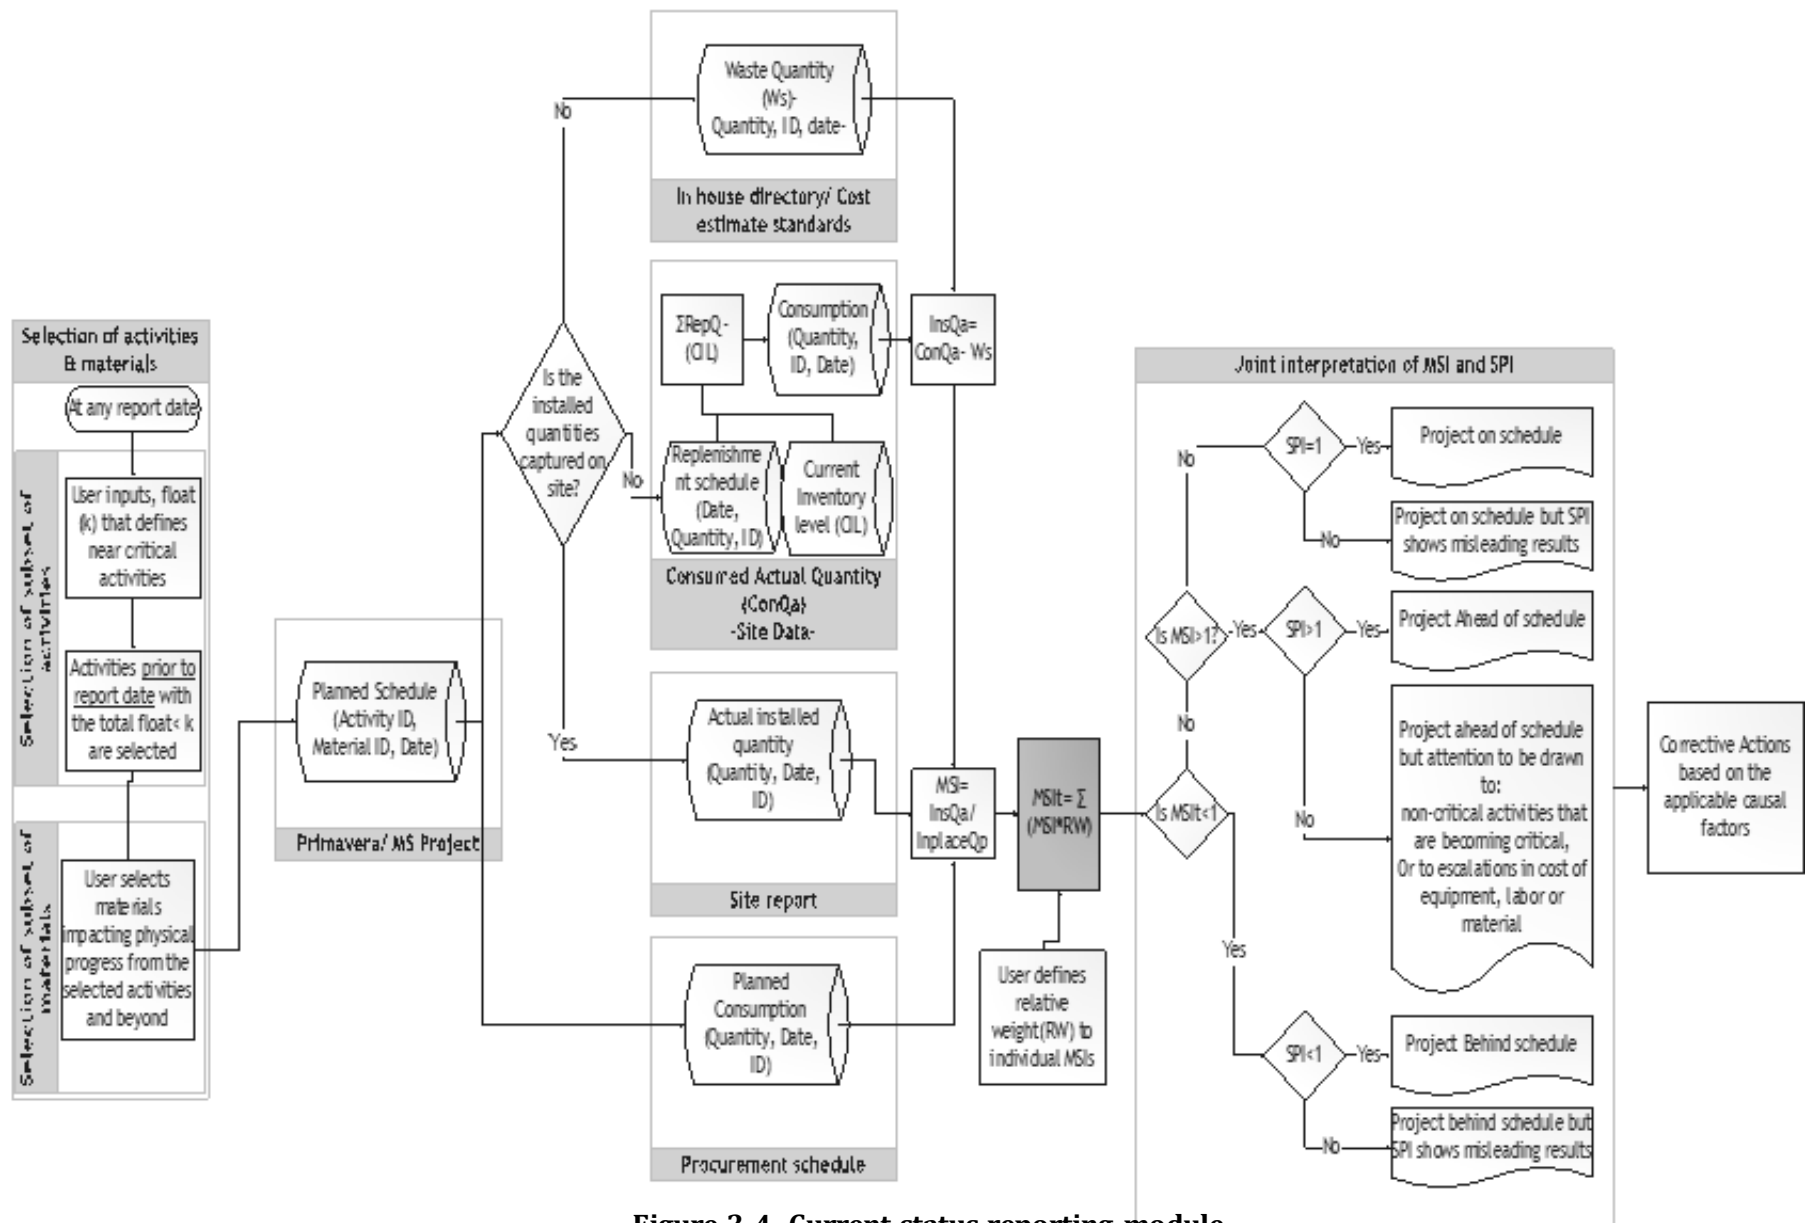 Selection of activities
& materials
At any report date
Selection of subset of
activities
User inputs, float
(k) that defines
near critical
activities
Activities prior to
report date with
the total float< k
are selected
Selection of subset of
materials
User selects
materials
impacting physical
progress from the
selected activities
and beyond
Planned Schedule
(Activity ID,
Material ID, Date)
Primavera/ MS Project
Is the
installed
quantities
captured on
site?
No
No
Yes
Waste Quantity
(Ws)-
Quantity, ID, date-
In house directory/ Cost
estimate standards
ΣRepQ -
(CIL)
Consumption
(Quantity,
ID, Date)
Replenishme
nt schedule
(Date,
Quantity, ID)
Current
Inventory
level (CIL)
Consumed Actual Quantity
(ConQa)
-Site Data-
Actual installed
quantity
(Quantity, Date,
ID)
Site report
Planned
Consumption
(Quantity, Date,
ID)
Procurement schedule
InsQa=
ConQa- Ws
MSI=
InsQa/
InplaceQp
MSIt= Σ
(MSI*RW)
User defines
relative
weight(RW) to
individual MSIs
Joint interpretation of MSI and SPI
Is MSIt<1
No
Yes
Is MSI>1?
No
Yes
SPI=1
Yes
No
Project on schedule
Project on schedule but SPI
shows misleading results
SPI>1
Yes
No
Project Ahead of schedule
Project ahead of schedule
but attention to be drawn
to:
non-critical activities that
are becoming critical,
Or to escalations in cost of
equipment, labor or
material
SPI<1
Yes
No
Project Behind schedule
Project behind schedule but
SPI shows misleading results
Corrective Actions
based on the
applicable causal
factors
Figure 3-4- Current status reporting module